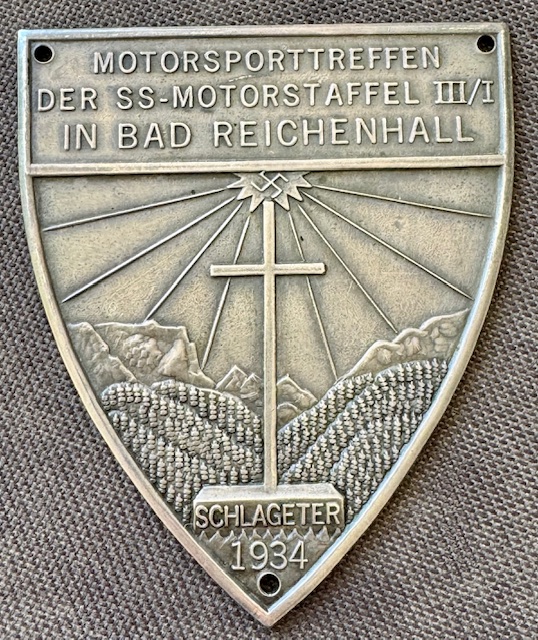 MOTORSPORTTREFFEN
DER SS-MOTORSTAFFEL III/I
IN BAD REICHENHALL
SCHLAGETER
1934